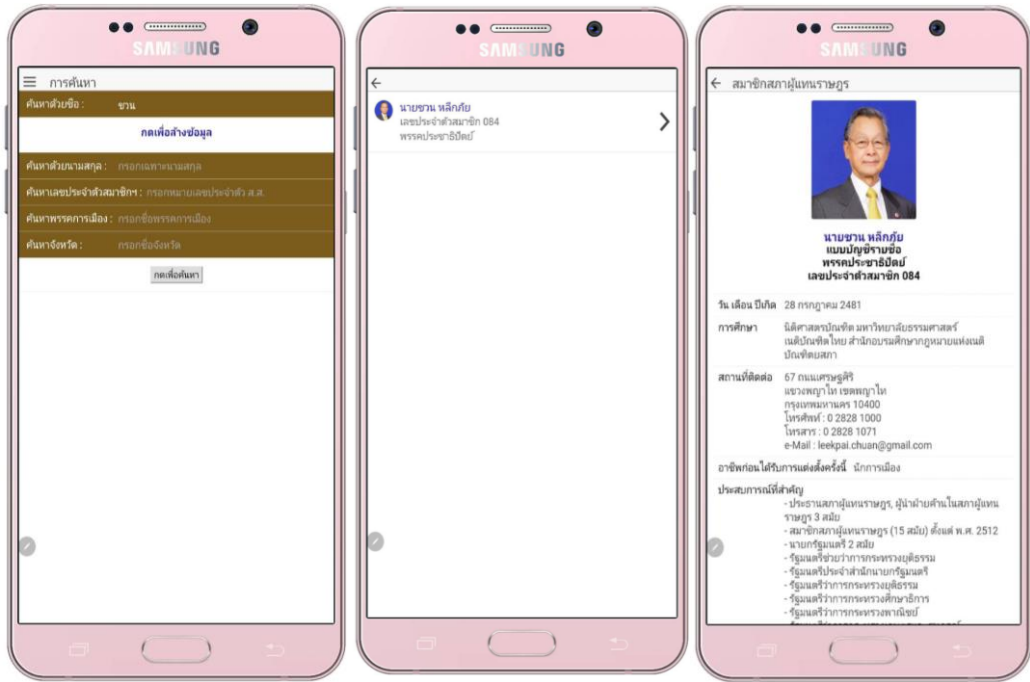 SAMSUNG
การค้นหา
ค้นหาด้วยชื่อ : ชวน
กดเพื่อล้างข้อมูล
ค้นหาด้วยนามสกุล : กรอกเฉพาะนามสกุล
ค้นหาเลขประจำตัวสมาชิกฯ : กรอกหมายเลขประจำตัว ส.ส.
ค้นหาพรรคการเมือง : กรอกชื่อพรรคการเมือง
ค้นหาจังหวัด : กรอกชื่อจังหวัด
กดเพื่อค้นหา
SAMSUNG
นายชวน หลีกภัย
เลขประจำตัวสมาชิก 084
พรรคประชาธิปัตย์
SAMSUNG
สมาชิกสภาผู้แทนราษฎร
นายชวน หลีกภัย
แบบบัญชีรายชื่อ
พรรคประชาธิปัตย์
เลขประจำตัวสมาชิก 084
วัน เดือน ปีเกิด 28 กรกฎาคม 2481
การศึกษา นิติศาสตรบัณฑิต มหาวิทยาลัยธรรมศาสตร์
เนติบัณฑิตไทย สำนักอบรมศึกษากฎหมายแห่งเนติ
บัณฑิตยสภา
สถานที่ติดต่อ 67 ถนนเศรษฐศิริ
แขวงพญาไท เขตพญาไท
กรุงเทพมหานคร 10400
โทรศัพท์ : 0 2828 1000
โทรสาร : 0 2828 1071
e-Mail : leekpai.chuan@gmail.com
อาชีพก่อนได้รับการแต่งตั้งครั้งนี้ นักการเมือง
ประสบการณ์ที่สำคัญ
- ประธานสภาผู้แทนราษฎร, ผู้นำฝ่ายค้านในสภาผู้แทน
ราษฎร 3 สมัย
- สมาชิกสภาผู้แทนราษฎร (15 สมัย) ตั้งแต่ พ.ศ. 2512
- นายกรัฐมนตรี 2 สมัย
- รัฐมนตรีช่วยว่าการกระทรวงยุติธรรม
- รัฐมนตรีประจำสำนักนายกรัฐมนตรี
- รัฐมนตรีว่าการกระทรวงยุติธรรม
- รัฐมนตรีว่าการกระทรวงศึกษาธิการ
- รัฐมนตรีว่าการกระทรวงพาณิชย์